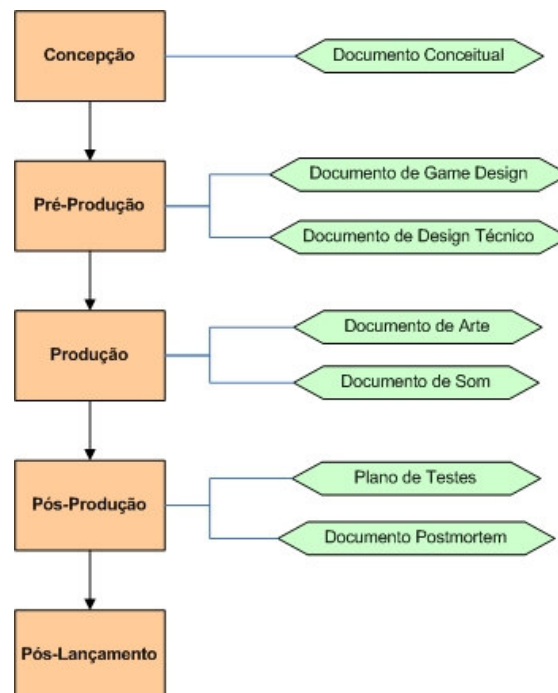 Concepção
Documento Conceitual
Pré-Produção
Documento de Game Design
Documento de Design Técnico
Produção
Documento de Arte
Documento de Som
Pós-Produção
Plano de Testes
Documento Postmortem
Pós-Lançamento